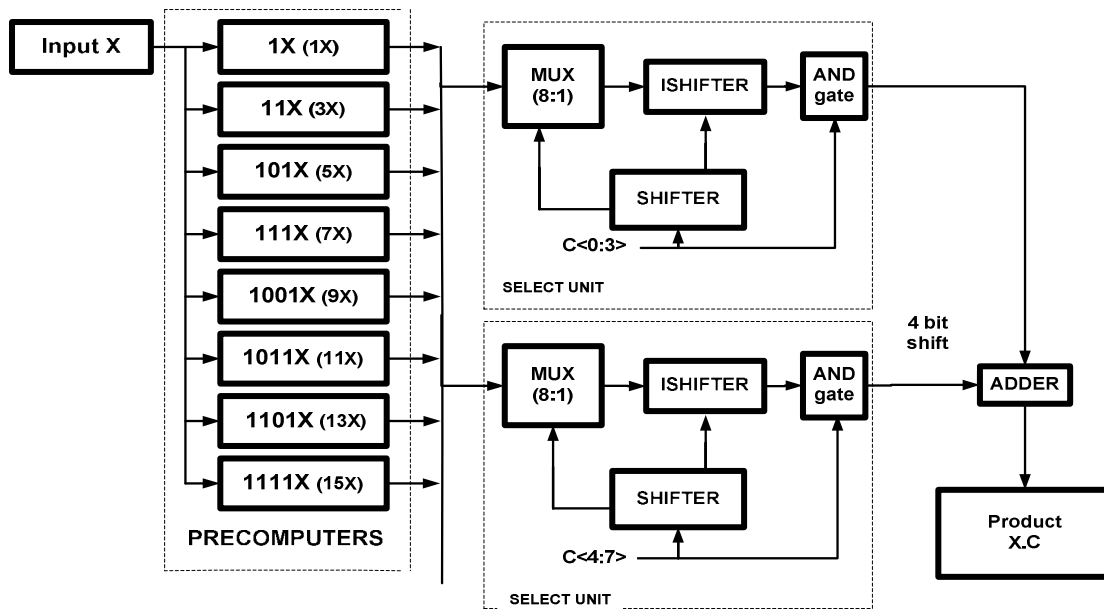 Input X
1X (1X)
11X (3X)
101X (5X)
111X (7X)
1001X (9X)
1011X (11X)
1101X (13X)
1111X (15X)
PRECOMPUTERS
MUX
(8:1)
ISHIFTER
AND
gate
SHIFTER
C<0:3>
SELECT UNIT
MUX
(8:1)
ISHIFTER
AND
gate
SHIFTER
C<4:7>
SELECT UNIT
4 bit
shift
ADDER
Product
X.C